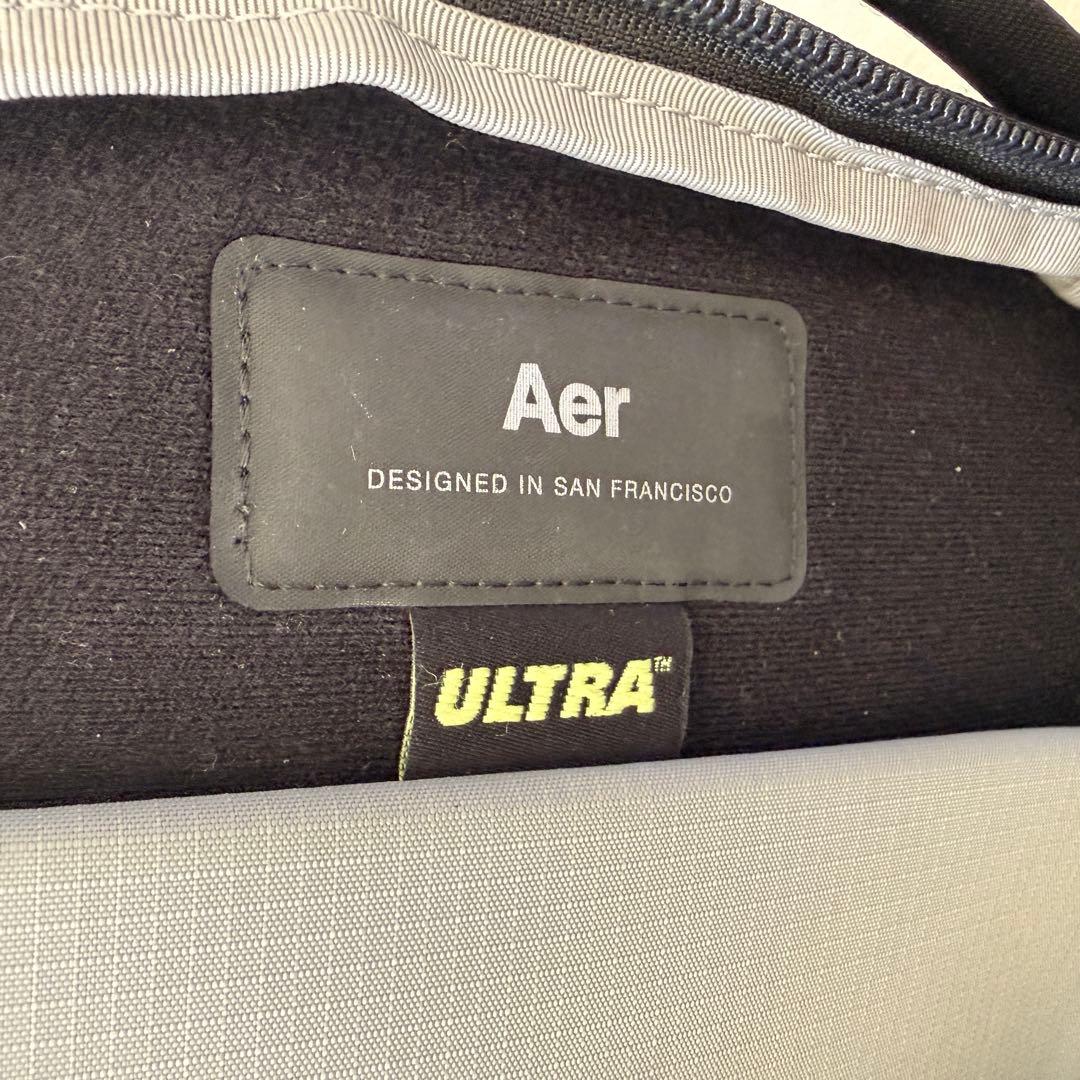 Aer
DESIGNED IN SAN FRANCISCO
ULTRA™